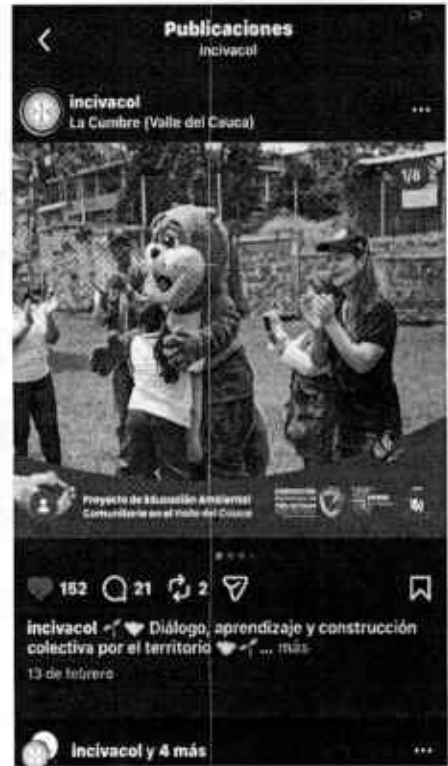 Publicaciones
incivacol
incivacol
La Cumbre (Valle del Cauca)
1/8
Proyecto de Educación Ambiental
Comunitaria en el Valle del Cauca
152 21 2
incivacol Diálogo, aprendizaje y construcción
colectiva por el territorio ... más
13 de febrero
incivacol y 4 más